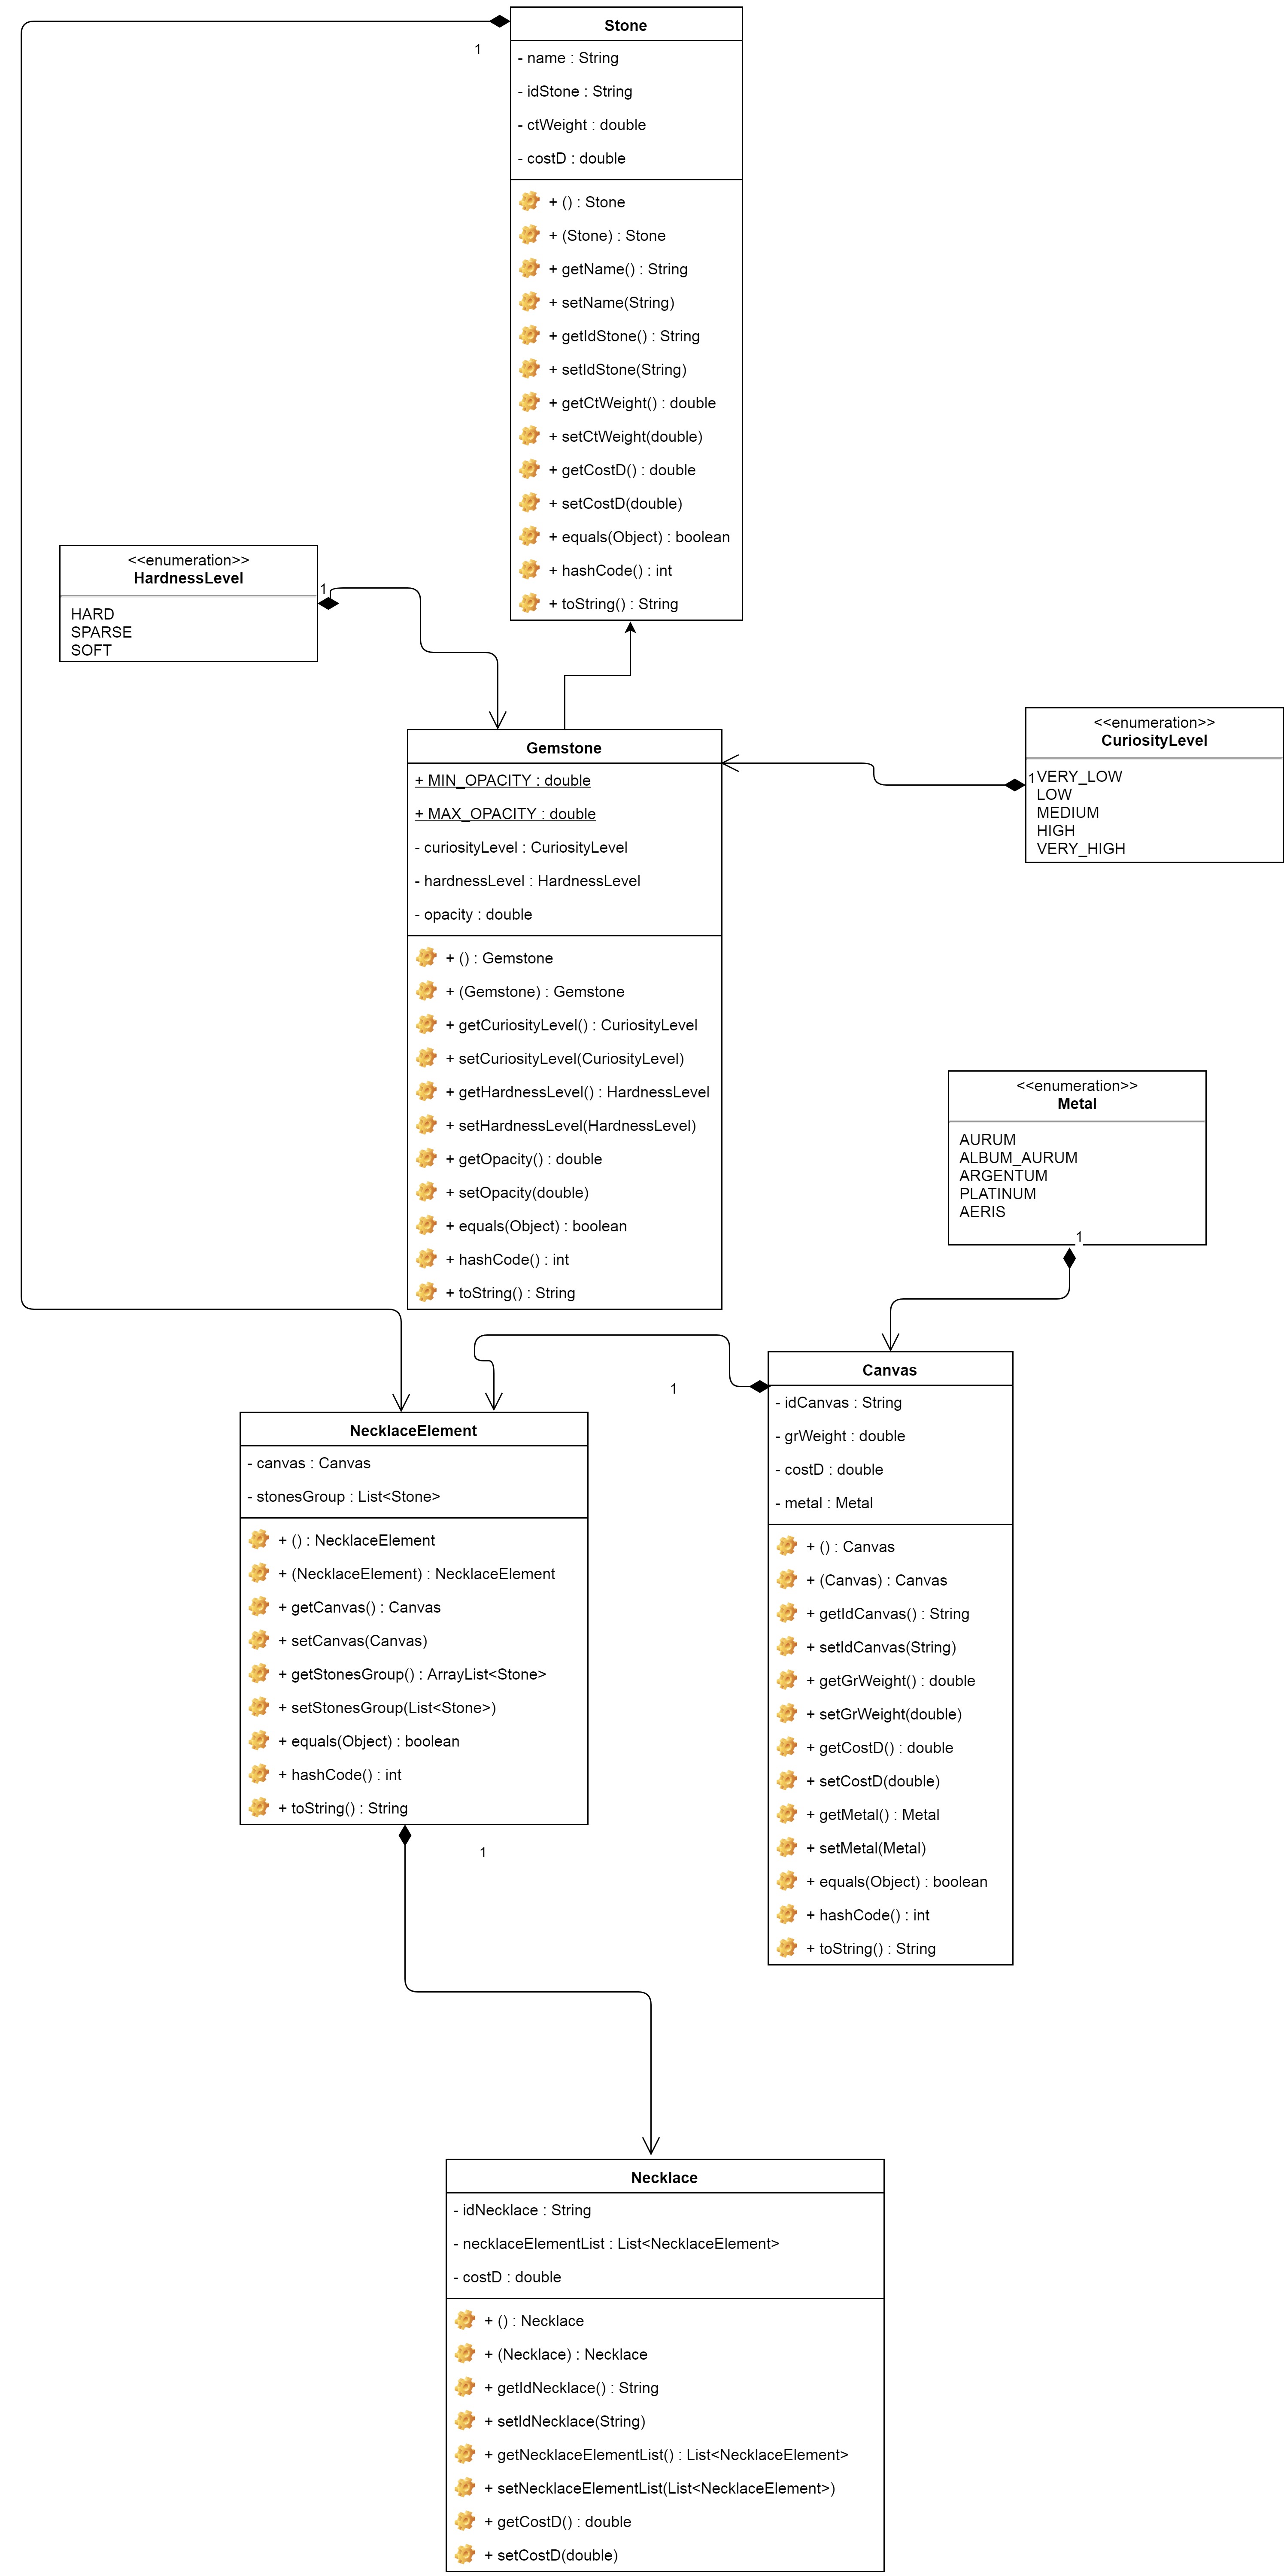 Stone
1
- name : String
- idStone : String
- ctWeight : double
- costD : double
+ () : Stone
+ (Stone) : Stone
+ getName() : String
+ setName(String)
+ getIdStone() : String
+ setIdStone(String)
+ getCtWeight() : double
+ setCtWeight(double)
+ getCostD() : double
+ setCostD(double)
+ equals(Object) : boolean
+ hashCode() : int
+ toString() : String
<<enumeration>>
HardnessLevel
1
HARD
SPARSE
SOFT
<<enumeration>>
CuriosityLevel
1
VERY_LOW
LOW
MEDIUM
HIGH
VERY_HIGH
Gemstone
+ MIN_OPACITY : double
+ MAX_OPACITY : double
- curiosityLevel : CuriosityLevel
- hardnessLevel : HardnessLevel
- opacity : double
+ () : Gemstone
+ (Gemstone) : Gemstone
+ getCuriosityLevel() : CuriosityLevel
+ setCuriosityLevel(CuriosityLevel)
+ getHardnessLevel() : HardnessLevel
+ setHardnessLevel(HardnessLevel)
+ getOpacity() : double
+ setOpacity(double)
+ equals(Object) : boolean
+ hashCode() : int
+ toString() : String
<<enumeration>>
Metal
AURUM
ALBUM_AURUM
ARGENTUM
PLATINUM
AERIS
1
Canvas
1
- idCanvas : String
- grWeight : double
- costD : double
- metal : Metal
+ () : Canvas
+ (Canvas) : Canvas
+ getIdCanvas() : String
+ setIdCanvas(String)
+ getGrWeight() : double
+ setGrWeight(double)
+ getCostD() : double
+ setCostD(double)
+ getMetal() : Metal
+ setMetal(Metal)
+ equals(Object) : boolean
+ hashCode() : int
+ toString() : String
NecklaceElement
- canvas : Canvas
- stonesGroup : List<Stone>
+ () : NecklaceElement
+ (NecklaceElement) : NecklaceElement
+ getCanvas() : Canvas
+ setCanvas(Canvas)
+ getStonesGroup() : ArrayList<Stone>
+ setStonesGroup(List<Stone>)
+ equals(Object) : boolean
+ hashCode() : int
+ toString() : String
1
Necklace
- idNecklace : String
- necklaceElementList : List<NecklaceElement>
- costD : double
+ () : Necklace
+ (Necklace) : Necklace
+ getIdNecklace() : String
+ setIdNecklace(String)
+ getNecklaceElementList() : List<NecklaceElement>
+ setNecklaceElementList(List<NecklaceElement>)
+ getCostD() : double
+ setCostD(double)